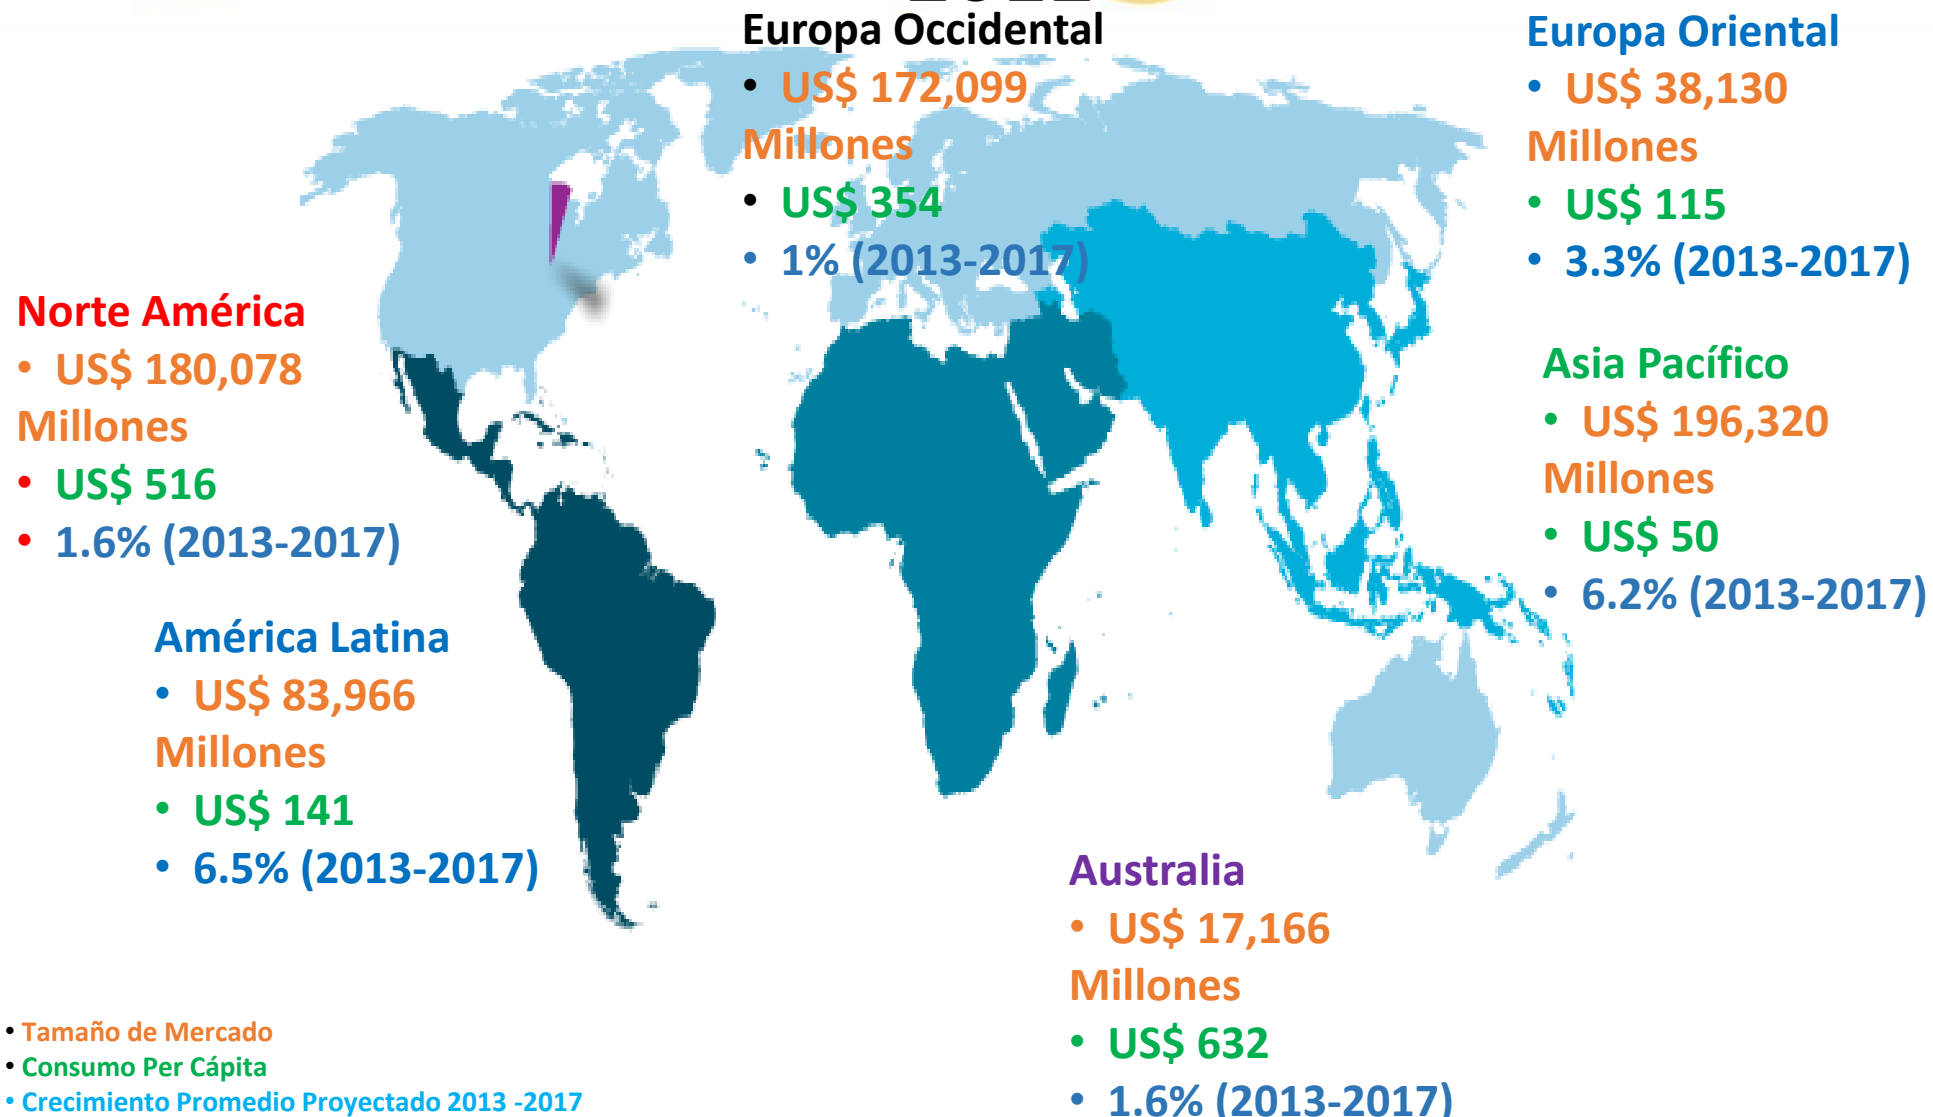 Europa Occidental
• US$ 172,099
Millones
• US$ 354
• 1% (2013-2017)
Europa Oriental
• US$ 38,130
Millones
• US$ 115
• 3.3% (2013-2017)
Norte América
• US$ 180,078
Millones
• US$ 516
• 1.6% (2013-2017)
Asia Pacífico
• US$ 196,320
Millones
• US$ 50
• 6.2% (2013-2017)
América Latina
• US$ 83,966
Millones
• US$ 141
• 6.5% (2013-2017)
Australia
• US$ 17,166
Millones
• US$ 632
• 1.6% (2013-2017)
• Tamaño de Mercado
• Consumo Per Cápita
• Crecimiento Promedio Proyectado 2013 -2017